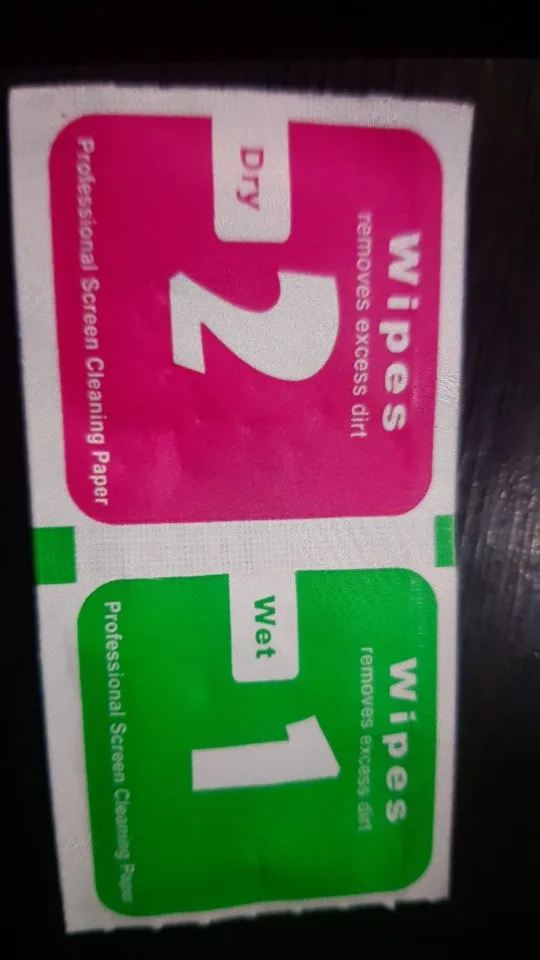 Wipes
removes excess dirt
Dry
2
Professional Screen Cleaning Paper
Wipes
removes excess dirt
Wet
1
Professional Screen Cleaning Paper